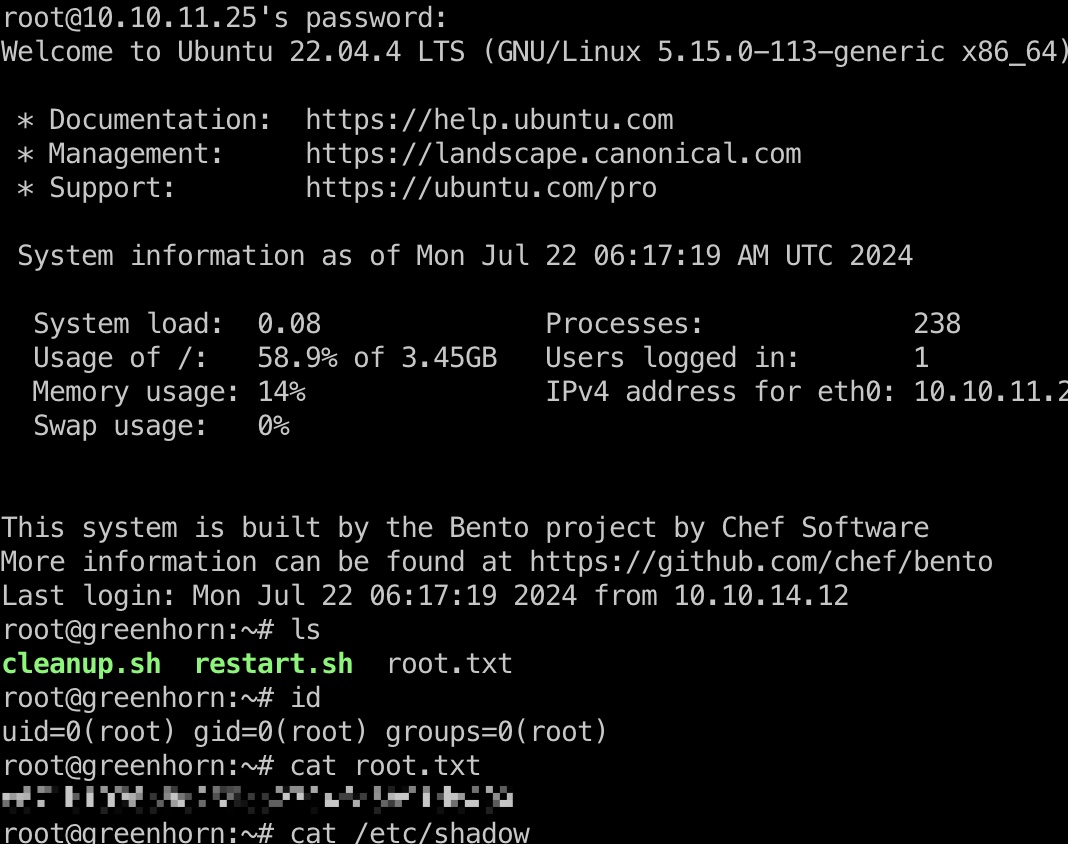 root@10.10.11.25's password:
Welcome to Ubuntu 22.04.4 LTS (GNU/Linux 5.15.0-113-generic x86_64)
* Documentation:  https://help.ubuntu.com
* Management:     https://landscape.canonical.com
* Support:        https://ubuntu.com/pro
System information as of Mon Jul 22 06:17:19 AM UTC 2024
System load:  0.08               Processes:             238
Usage of /:   58.9% of 3.45GB    Users logged in:       1
Memory usage: 14%                IPv4 address for eth0: 10.10.11.2
Swap usage:   0%
This system is built by the Bento project by Chef Software
More information can be found at https://github.com/chef/bento
Last login: Mon Jul 22 06:17:19 2024 from 10.10.14.12
root@greenhorn:~# ls
cleanup.sh  restart.sh  root.txt
root@greenhorn:~# id
uid=0(root) gid=0(root) groups=0(root)
root@greenhorn:~# cat root.txt
root@greenhorn:~# cat /etc/shadow